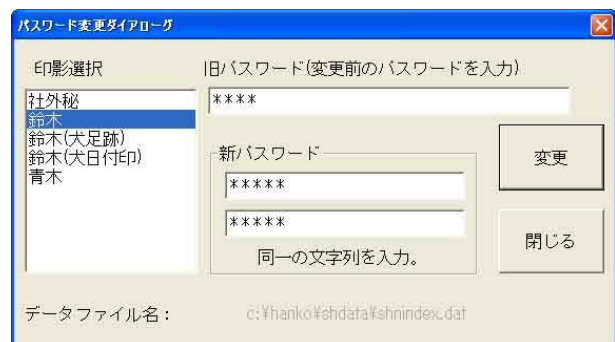 パスワード変更ダイアローグ
印影選択
旧パスワード(変更前のパスワードを入力)
社外秘
鈴木
鈴木(犬足跡)
鈴木(犬日付印)
青木
****
新パスワード
*****
*****
同一の文字列を入力。
変更
閉じる
データファイル名：
c:¥hanko¥shdata¥shnindex.dat